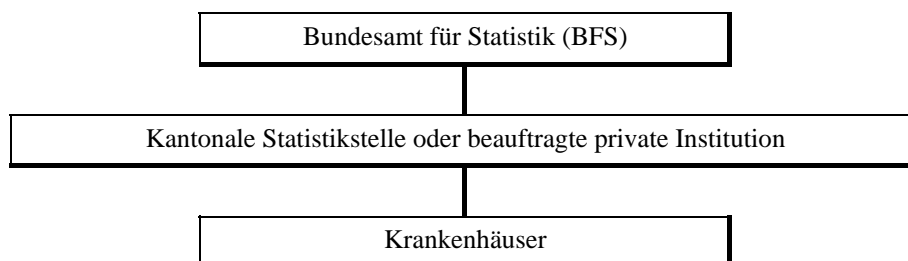 Bundesamt für Statistik (BFS)
Kantonale Statistikstelle oder beauftragte private Institution
Krankenhäuser